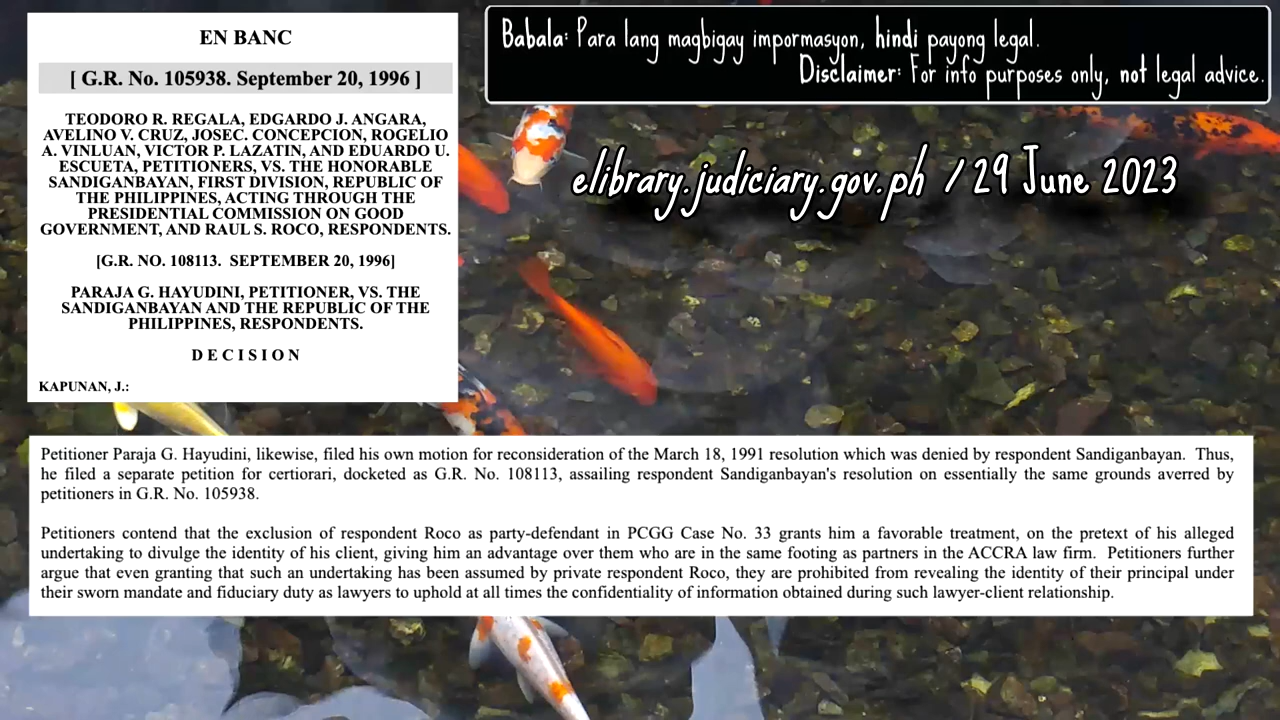 EN BANC
[ G.R. No. 105938. September 20, 1996 ]
TEODORO R. REGALA, EDGARDO J. ANGARA,
AVELINO V. CRUZ, JOSEC. CONCEPCION, ROGELIO
A. VINLUAN, VICTOR P. LAZATIN, AND EDUARDO U.
ESCUETA, PETITIONERS, VS. THE HONORABLE
SANDIGANBAYAN, FIRST DIVISION, REPUBLIC OF
THE PHILIPPINES, ACTING THROUGH THE
PRESIDENTIAL COMMISSION ON GOOD
GOVERNMENT, AND RAUL S. ROCO, RESPONDENTS.
[G.R. NO. 108113. SEPTEMBER 20, 1996]
PARAJA G. HAYUDINI, PETITIONER, VS. THE
SANDIGANBAYAN AND THE REPUBLIC OF THE
PHILIPPINES, RESPONDENTS.
D E C I S I O N
KAPUNAN, J.:
Babala: Para lang magbigay impormasyon, hindi payong legal.
Disclaimer: For info purposes only, not legal advice.
elibrary.judiciary.gov.ph / 29 June 2023
Petitioner Paraja G. Hayudini, likewise, filed his own motion for reconsideration of the March 18, 1991 resolution which was denied by respondent Sandiganbayan. Thus,
he filed a separate petition for certiorari, docketed as G.R. No. 108113, assailing respondent Sandiganbayan's resolution on essentially the same grounds averred by
petitioners in G.R. No. 105938.
Petitioners contend that the exclusion of respondent Roco as party-defendant in PCGG Case No. 33 grants him a favorable treatment, on the pretext of his alleged
undertaking to divulge the identity of his client, giving him an advantage over them who are in the same footing as partners in the ACCRA law firm. Petitioners further
argue that even granting that such an undertaking has been assumed by private respondent Roco, they are prohibited from revealing the identity of their principal under
their sworn mandate and fiduciary duty as lawyers to uphold at all times the confidentiality of information obtained during such lawyer-client relationship.